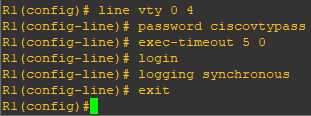 R1(config)# line vty 0 4
R1(config-line)# password ciscovtypass
R1(config-line)# exec-timeout 5 0
R1(config-line)# login
R1(config-line)# logging synchronous
R1(config-line)# exit
R1(config)#